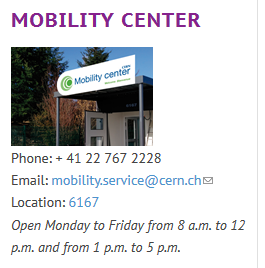 MOBILITY CENTER
CERN
Mobility center
Phone: + 41 22 767 2228
Email: mobility.service@cern.ch
Location: 6167
Open Monday to Friday from 8 a.m. to 12
p.m. and from 1 p.m. to 5 p.m.